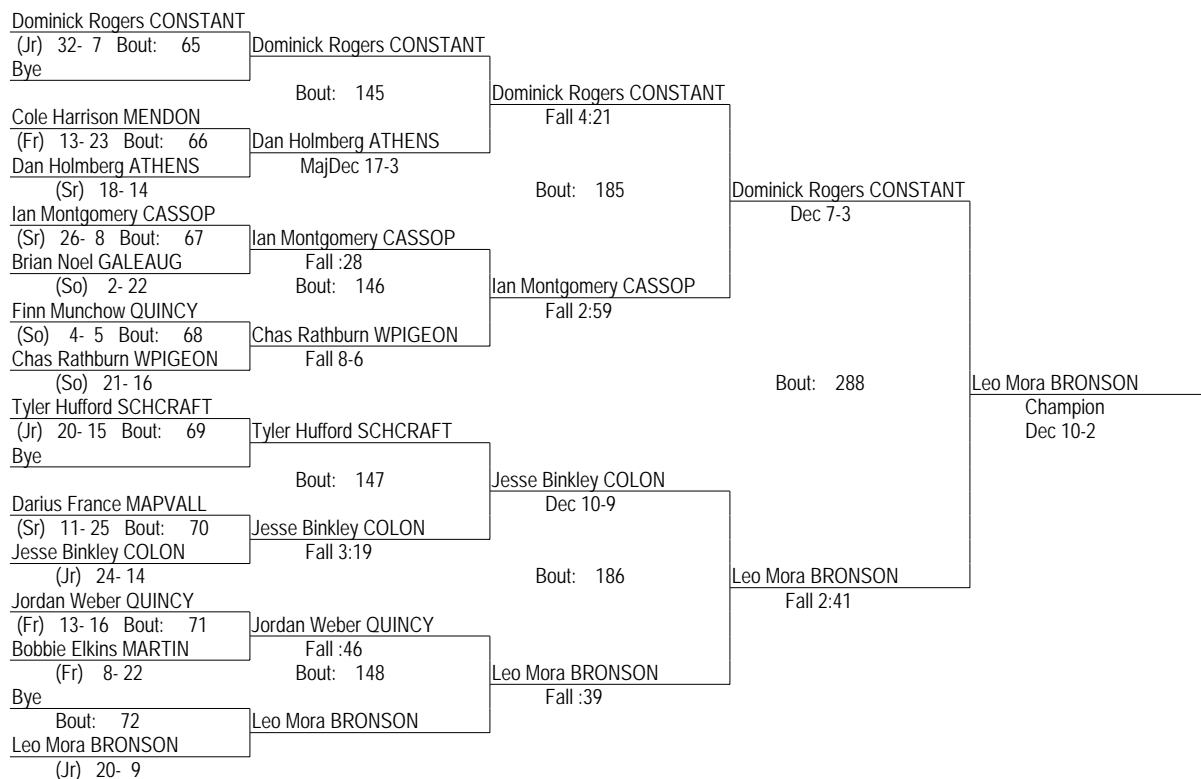 Dominick Rogers CONSTANT
(Jr) 32- 7 Bout: 65
Dominick Rogers CONSTANT
Bye
Bout: 145
Dominick Rogers CONSTANT
Cole Harrison MENDON
Fall 4:21
(Fr) 13- 23 Bout: 66
Dan Holmberg ATHENS
Dan Holmberg ATHENS
MajDec 17-3
(Sr) 18- 14
Bout: 185
Dominick Rogers CONSTANT
Ian Montgomery CASSOP
Dec 7-3
(Sr) 26- 8 Bout: 67
Ian Montgomery CASSOP
Brian Noel GALEAUG
Fall :28
(So) 2- 22
Bout: 146
Ian Montgomery CASSOP
Finn Munchow QUINCY
Fall 2:59
(So) 4- 5 Bout: 68
Chas Rathburn WPIGEON
Chas Rathburn WPIGEON
Fall 8-6
(So) 21- 16
Bout: 288
Leo Mora BRONSON
Tyler Hufford SCHCRAFT
Champion
(Jr) 20- 15 Bout: 69
Tyler Hufford SCHCRAFT
Dec 10-2
Bye
Bout: 147
Jesse Binkley COLON
Darius France MAPVALL
Dec 10-9
(Sr) 11- 25 Bout: 70
Jesse Binkley COLON
Jesse Binkley COLON
Fall 3:19
(Jr) 24- 14
Bout: 186
Leo Mora BRONSON
Jordan Weber QUINCY
Fall 2:41
(Fr) 13- 16 Bout: 71
Jordan Weber QUINCY
Bobbie Elkins MARTIN
Fall :46
(Fr) 8- 22
Bout: 148
Leo Mora BRONSON
Bye
Fall :39
Bout: 72
Leo Mora BRONSON
Leo Mora BRONSON
(Jr) 20- 9